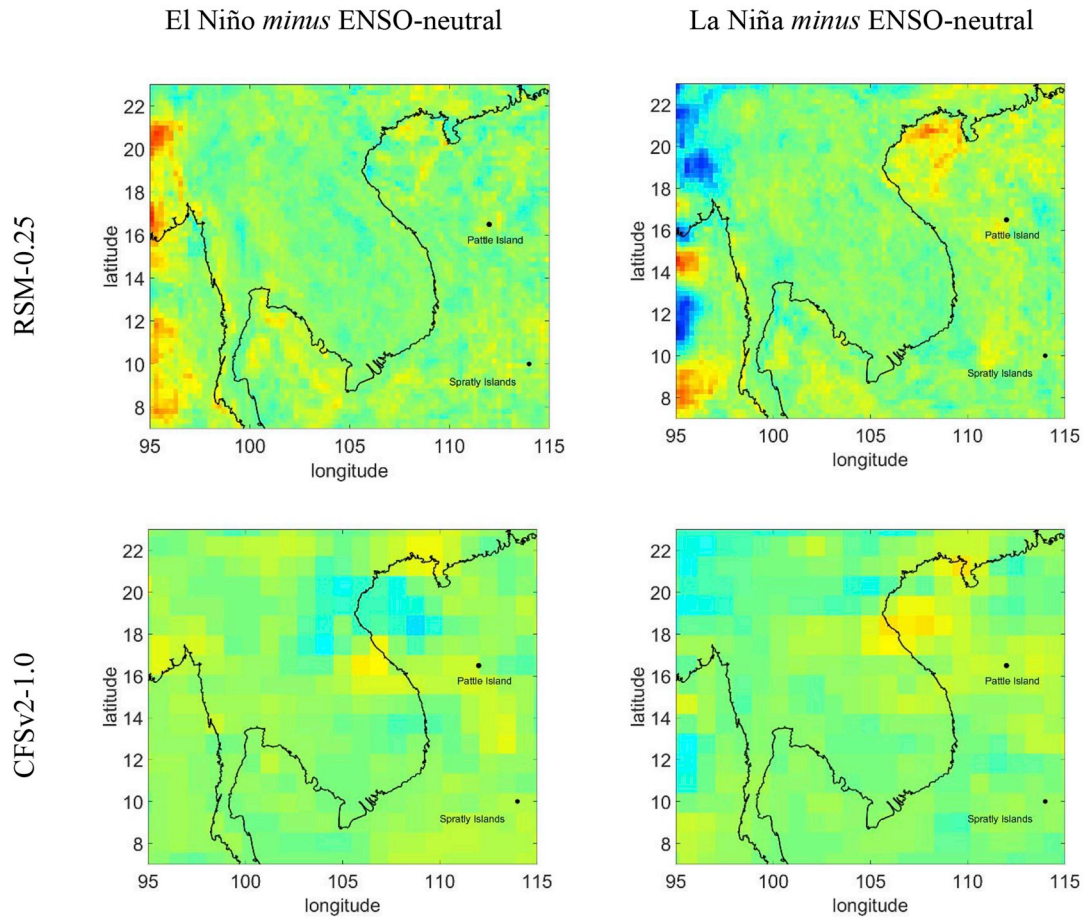 El Niño minus ENSO-neutral
La Niña minus ENSO-neutral
RSM-0.25
22
20
18
16
14
12
10
8
latitude
Pattle Island
Spratly Islands
95
100
105
110
115
longitude
22
20
18
16
14
12
10
8
latitude
Pattle Island
Spratly Islands
95
100
105
110
115
longitude
CFSv2-1.0
22
20
18
16
14
12
10
8
latitude
Pattle Island
Spratly Islands
95
100
105
110
115
longitude
22
20
18
16
14
12
10
8
latitude
Pattle Island
Spratly Islands
95
100
105
110
115
longitude